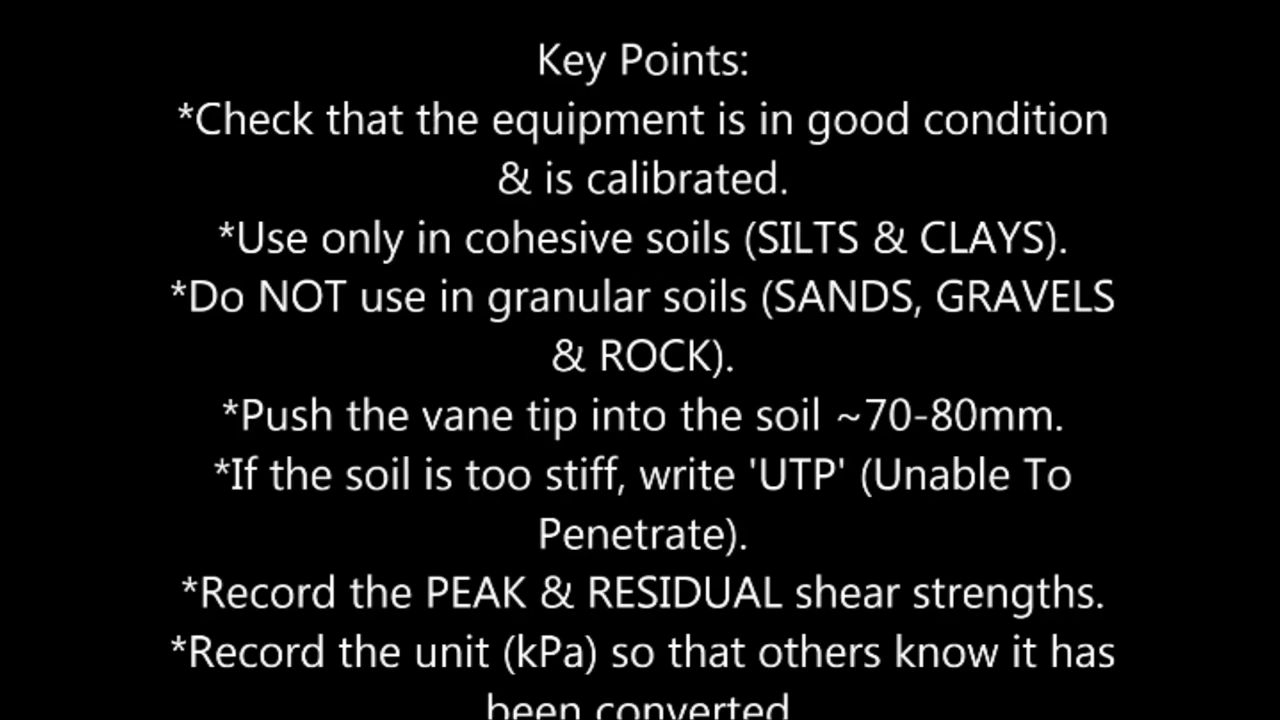 Key Points:
*Check that the equipment is in good condition
& is calibrated.
*Use only in cohesive soils (SILTS & CLAYS).
*Do NOT use in granular soils (SANDS, GRAVELS
& ROCK).
*Push the vane tip into the soil ~70-80mm.
*If the soil is too stiff, write 'UTP' (Unable To
Penetrate).
*Record the PEAK & RESIDUAL shear strengths.
*Record the unit (kPa) so that others know it has
been converted